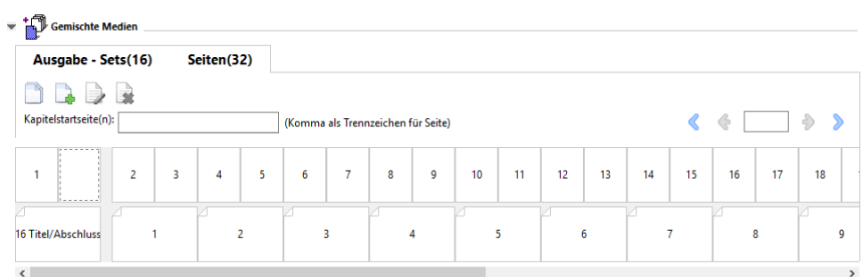 Gemischte Medien
Ausgabe - Sets(16) Seiten(32)
Kapitelstartseite(n): (Komma als Trennzeichen für Seite)
1 2 3 4 5 6 7 8 9 10 11 12 13 14 15 16 17 18
16 Titel/Abschluss 1 2 3 4 5 6 7 8 9